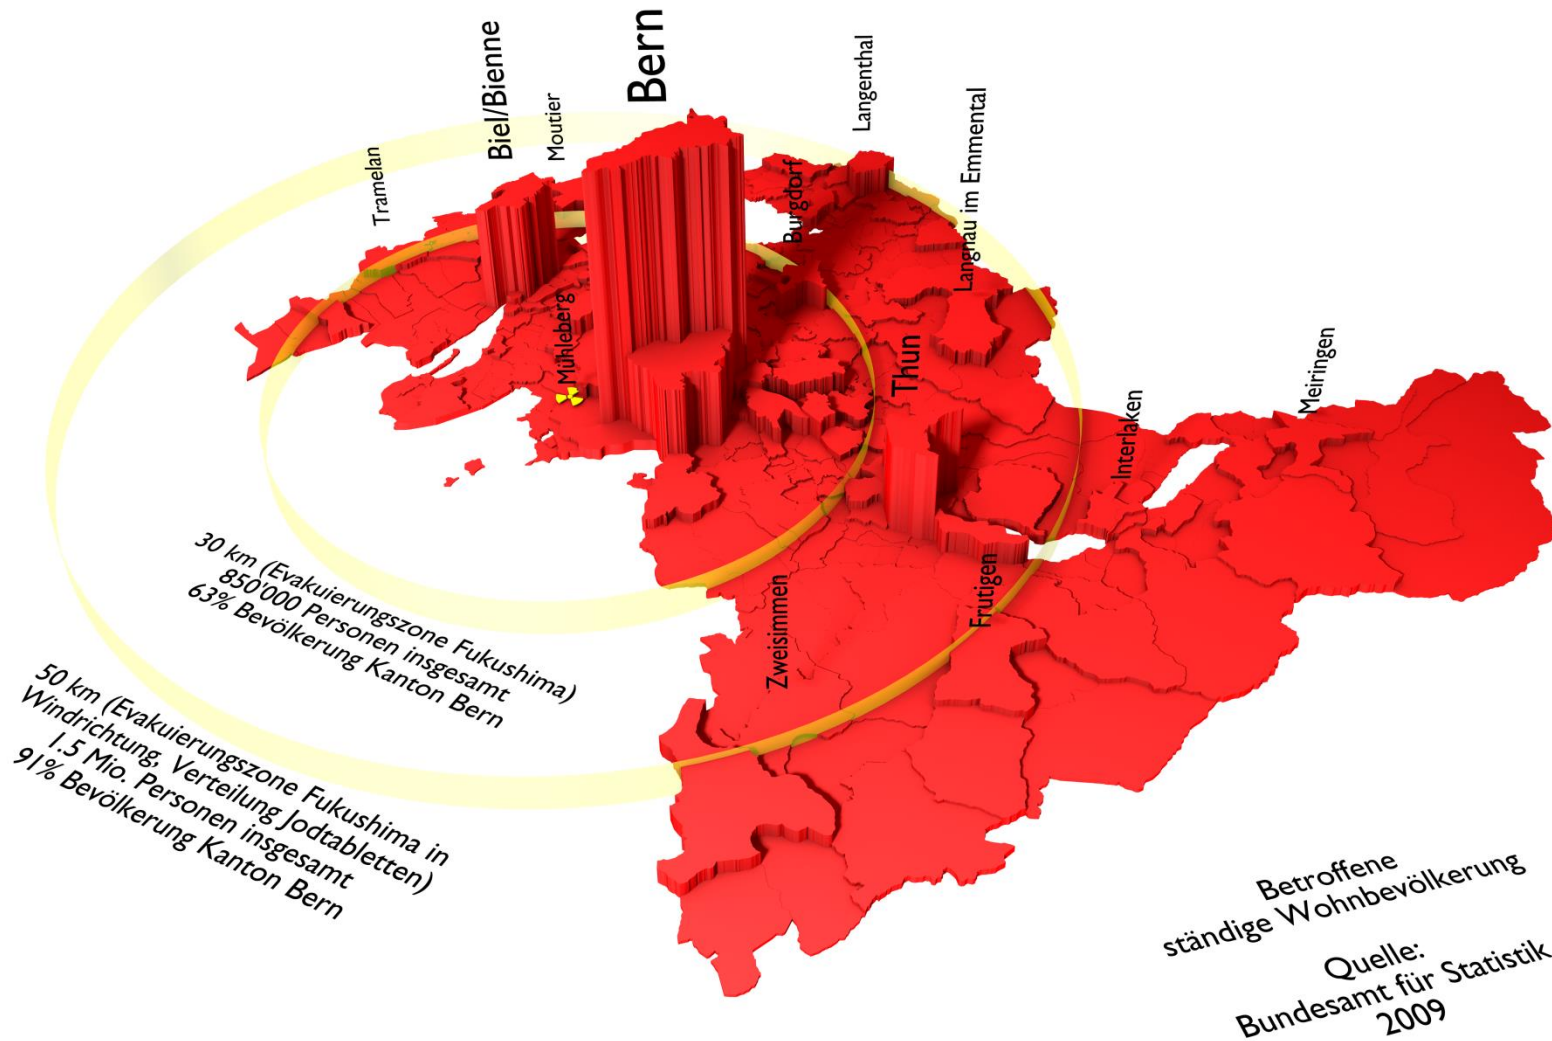 Bern
Biel/Bienne
Moutier
Langenthal
Tramelan
Burgdorf
Langnau im Emmental
Mühleberg
Thun
Interlaken
Meiringen
Zweisimmen
Frutigen
30 km (Evakuierungszone Fukushima)
850'000 Personen insgesamt
63% Bevölkerung Kanton Bern
50 km (Evakuierungszone Fukushima in
Windrichtung, Verteilung Jodtabletten)
1.5 Mio. Personen insgesamt
91% Bevölkerung Kanton Bern
Betroffene
ständige Wohnbevölkerung
Quelle:
Bundesamt für Statistik
2009